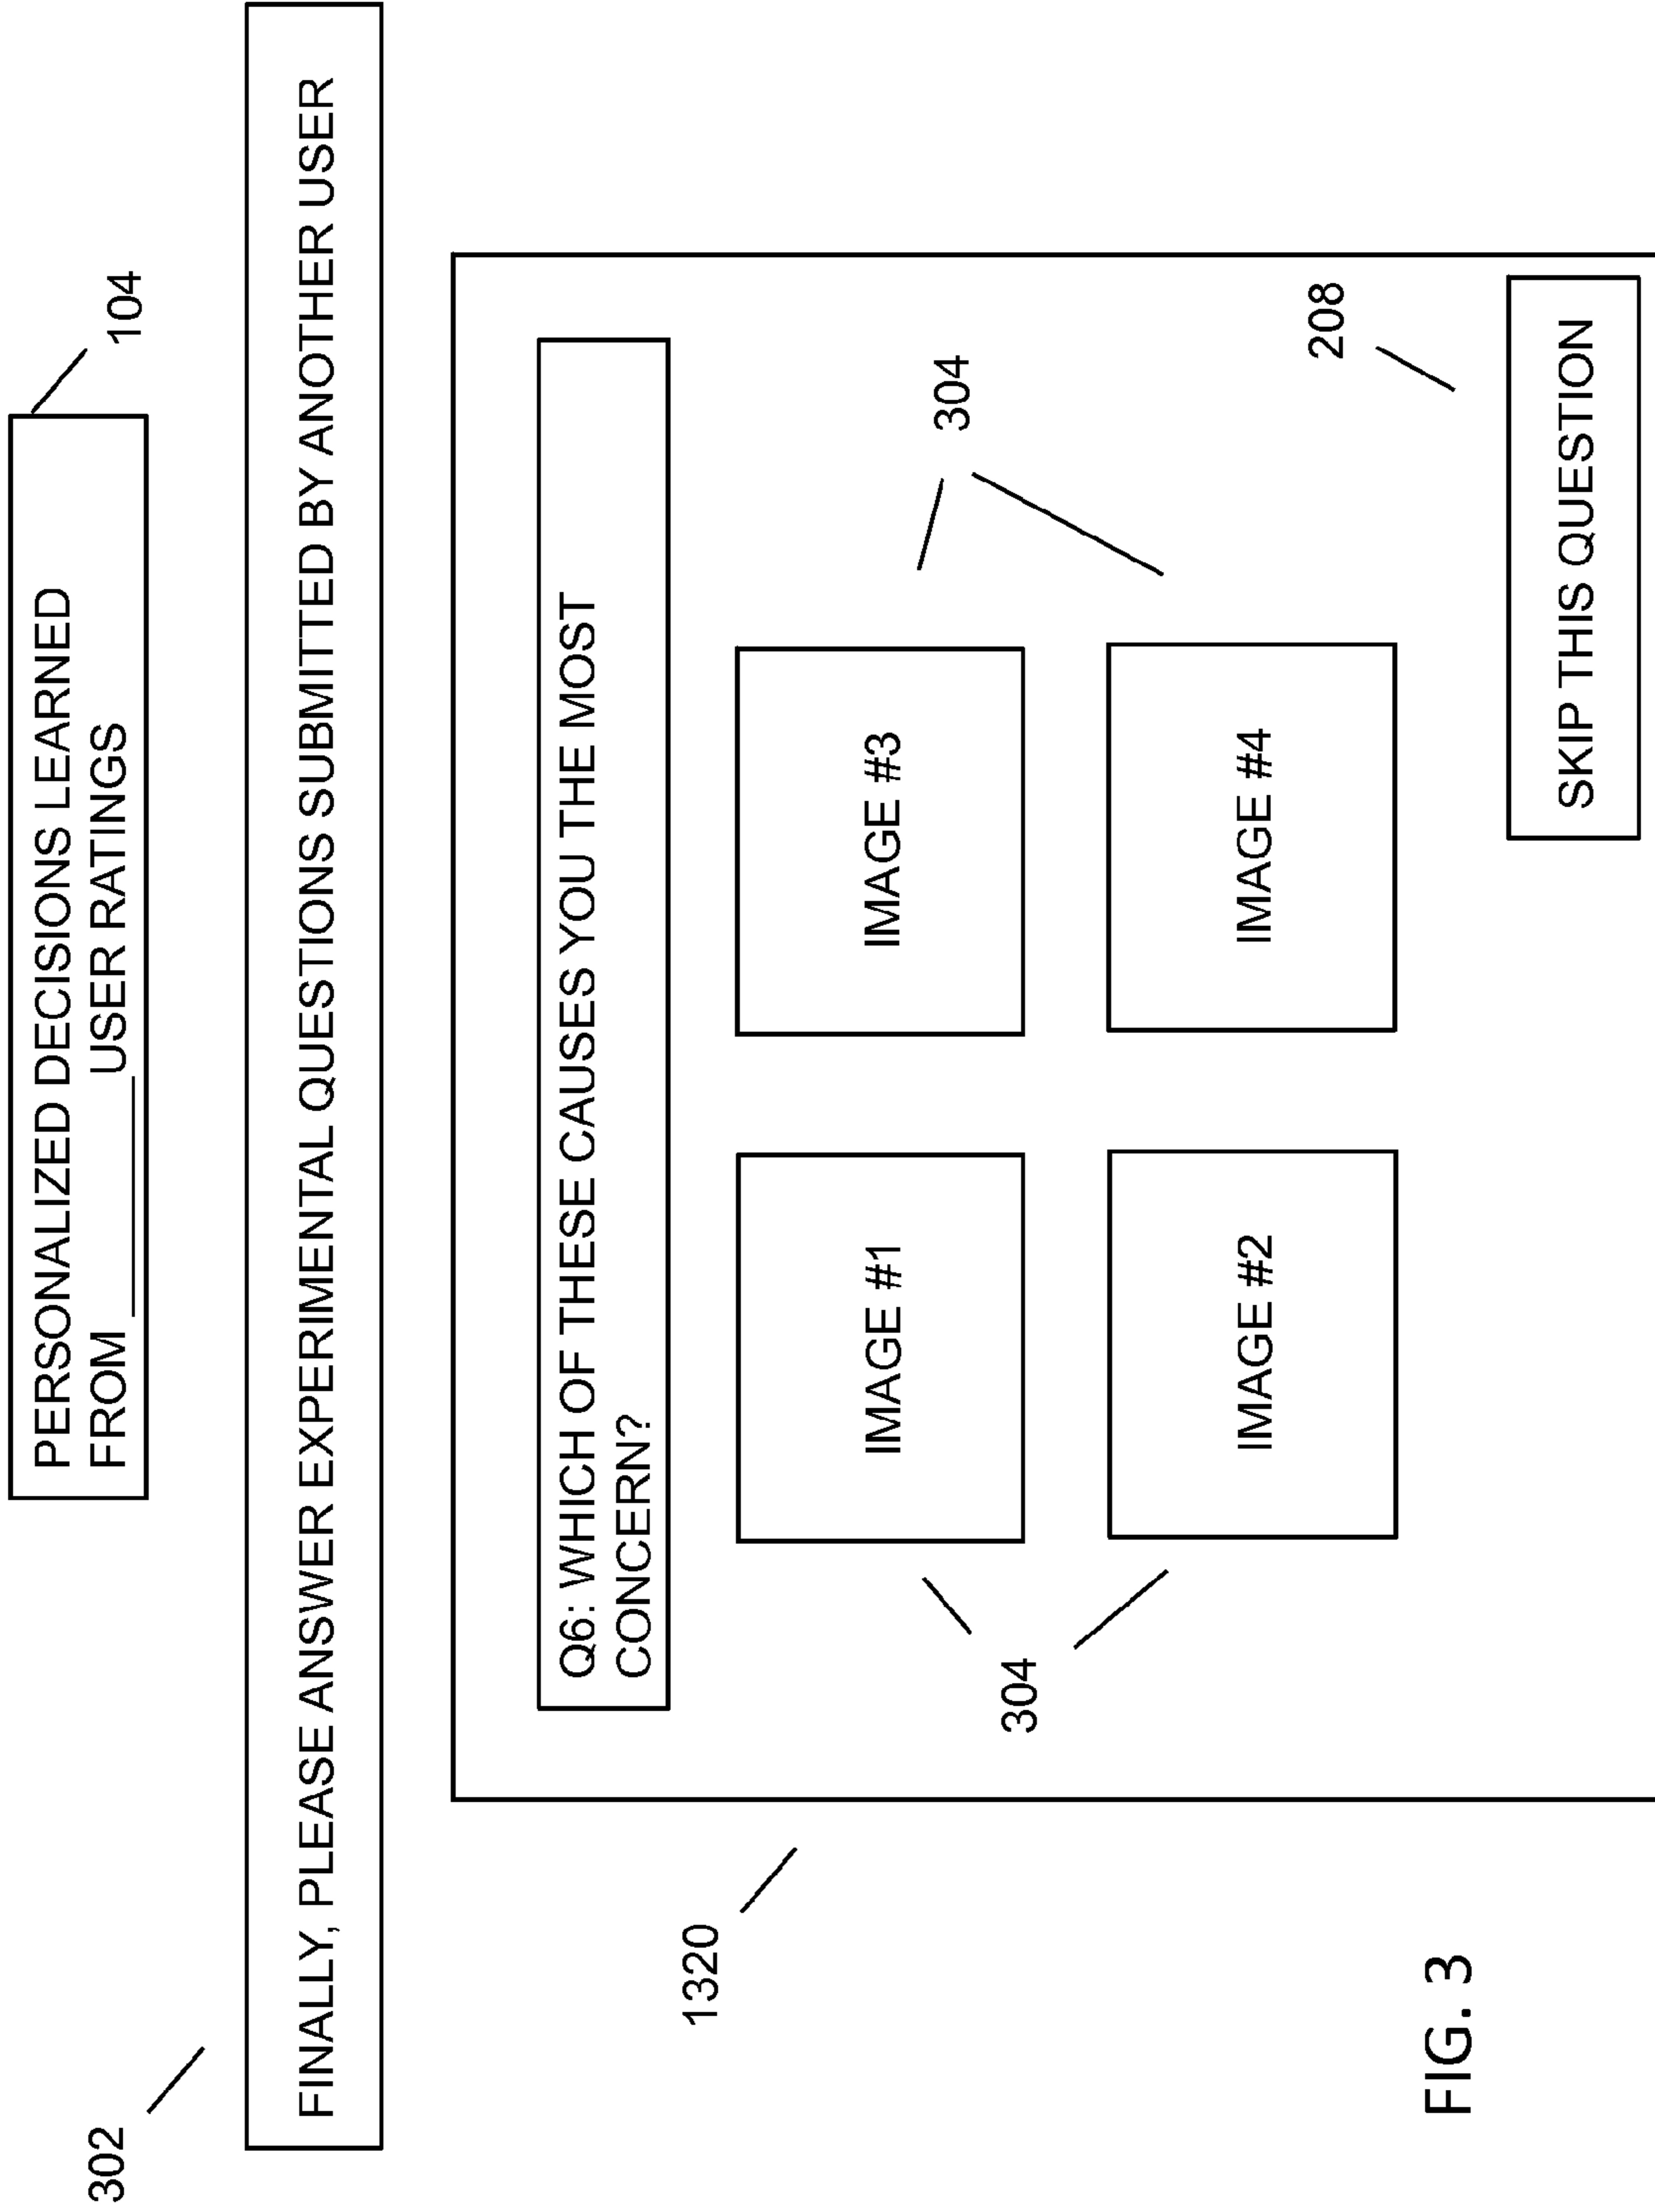 PERSONALIZED DECISIONS LEARNED
FROM ________ USER RATINGS
104
302
FINALLY, PLEASE ANSWER EXPERIMENTAL QUESTIONS SUBMITTED BY ANOTHER USER
1320
Q6: WHICH OF THESE CAUSES YOU THE MOST
CONCERN?
304
304
IMAGE #1
IMAGE #3
IMAGE #2
IMAGE #4
208
SKIP THIS QUESTION
FIG. 3